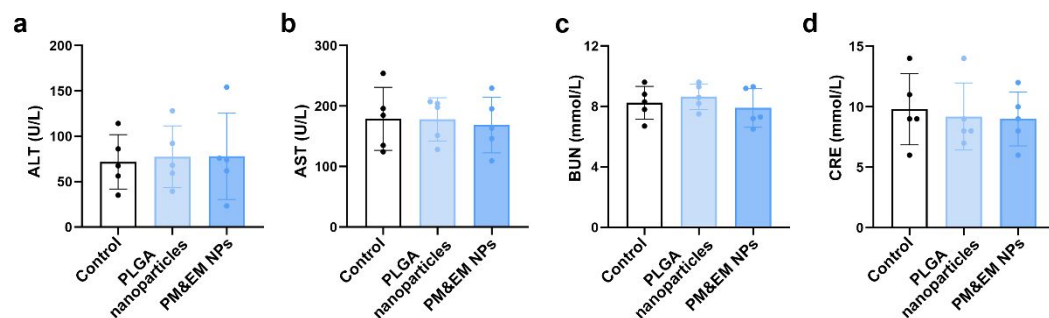 a
ALT (U/L)
200
150
100
50
0
Control
PLGA
nanoparticles
PM&EM NPs
b
AST (U/L)
300
200
100
0
Control
PLGA
nanoparticles
PM&EM NPs
c
BUN (mmol/L)
12
8
4
0
Control
PLGA
nanoparticles
PM&EM NPs
d
CRE (mmol/L)
15
10
5
0
Control
PLGA
nanoparticles
PM&EM NPs